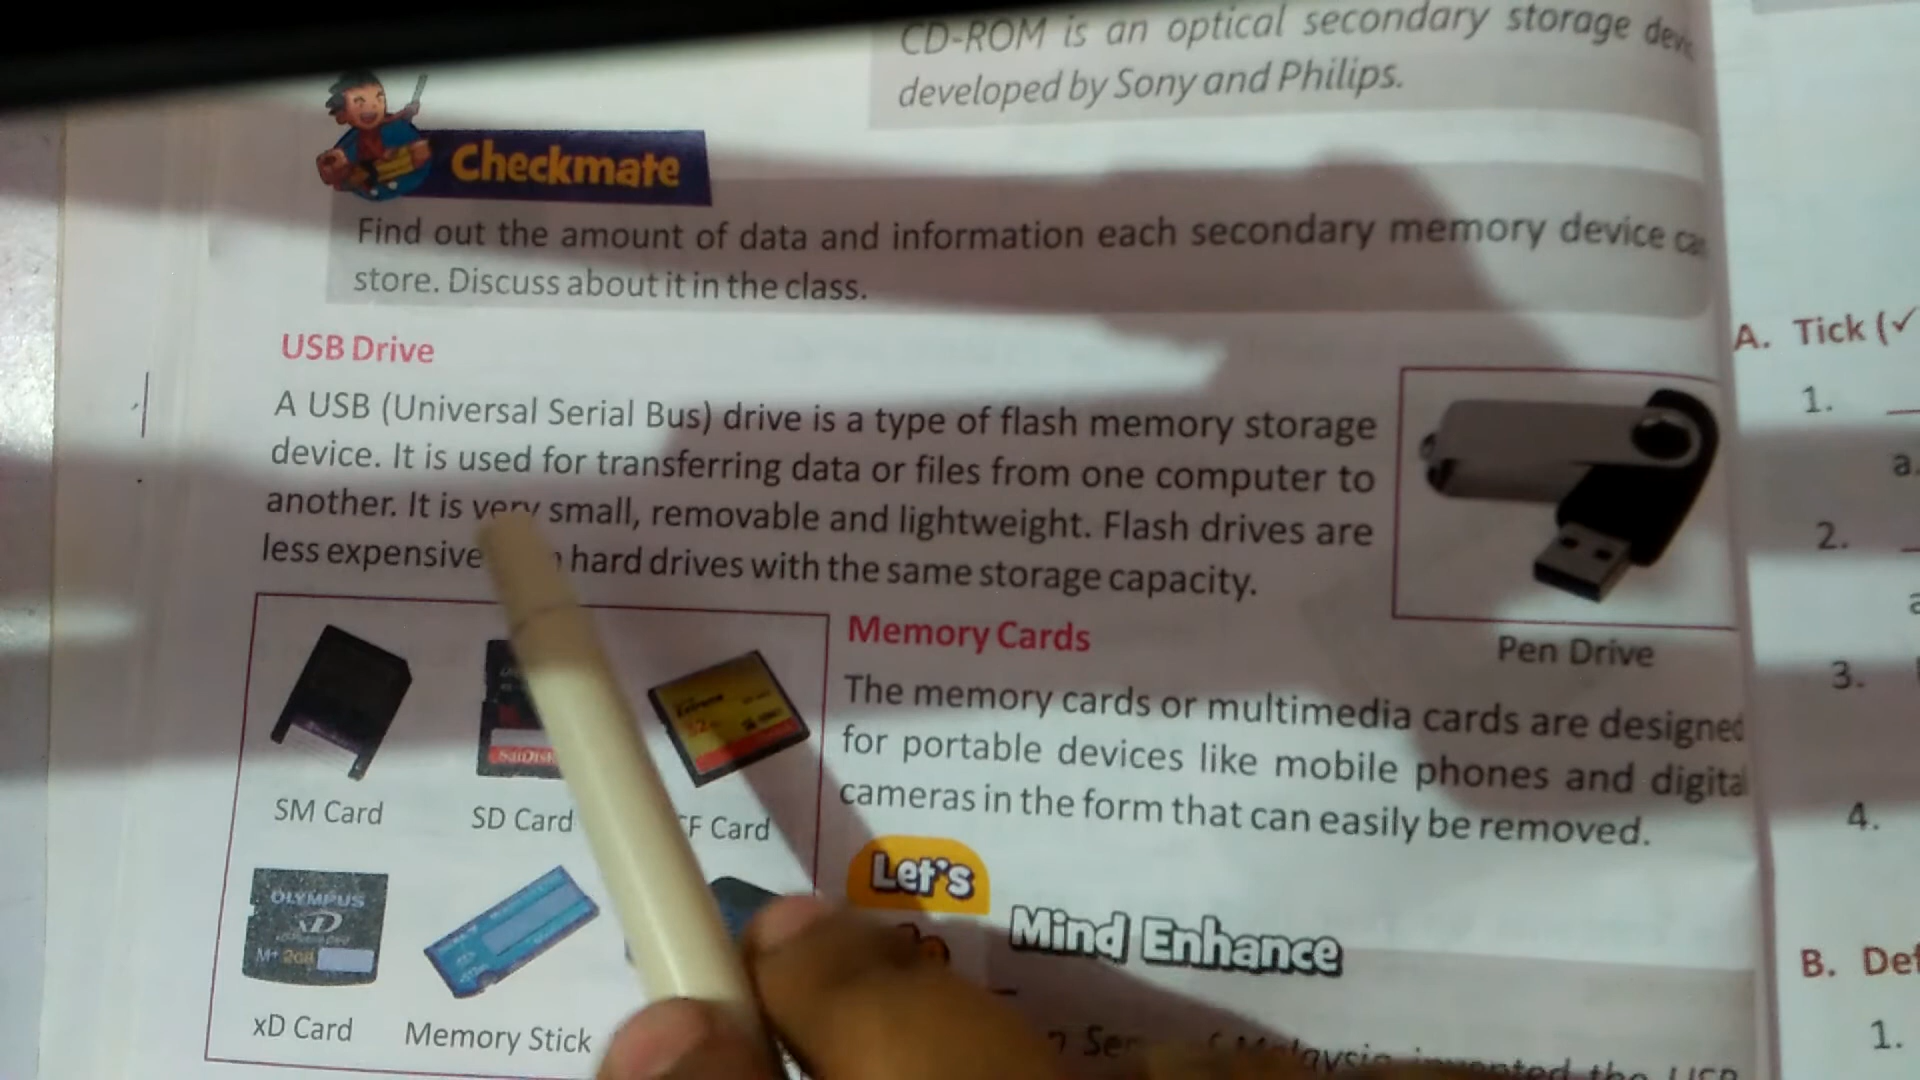 CD-ROM is an optical secondary storage
developed by Sony and Philips.
Checkmate
Find out the amount of data and information each secondary memory device
store. Discuss about it in the class.
USB Drive
A USB (Universal Serial Bus) drive is a type of flash memory storage
device. It is used for transferring data or files from one computer to
another. It is very small, removable and lightweight. Flash drives are
less expensive hard drives with the same storage capacity.
Pen Drive
Memory Cards
The memory cards or multimedia cards are designed
for portable devices like mobile phones and digital
cameras in the form that can easily be removed.
SanDisk
SM Card
SD Card
Card
OLYMPUS
xD
xD Card
Memory Stick
Let's
Mind Enhance
invented the USB
A. Tick (✓
1.
a.
2.
3.
4.
B.
1.